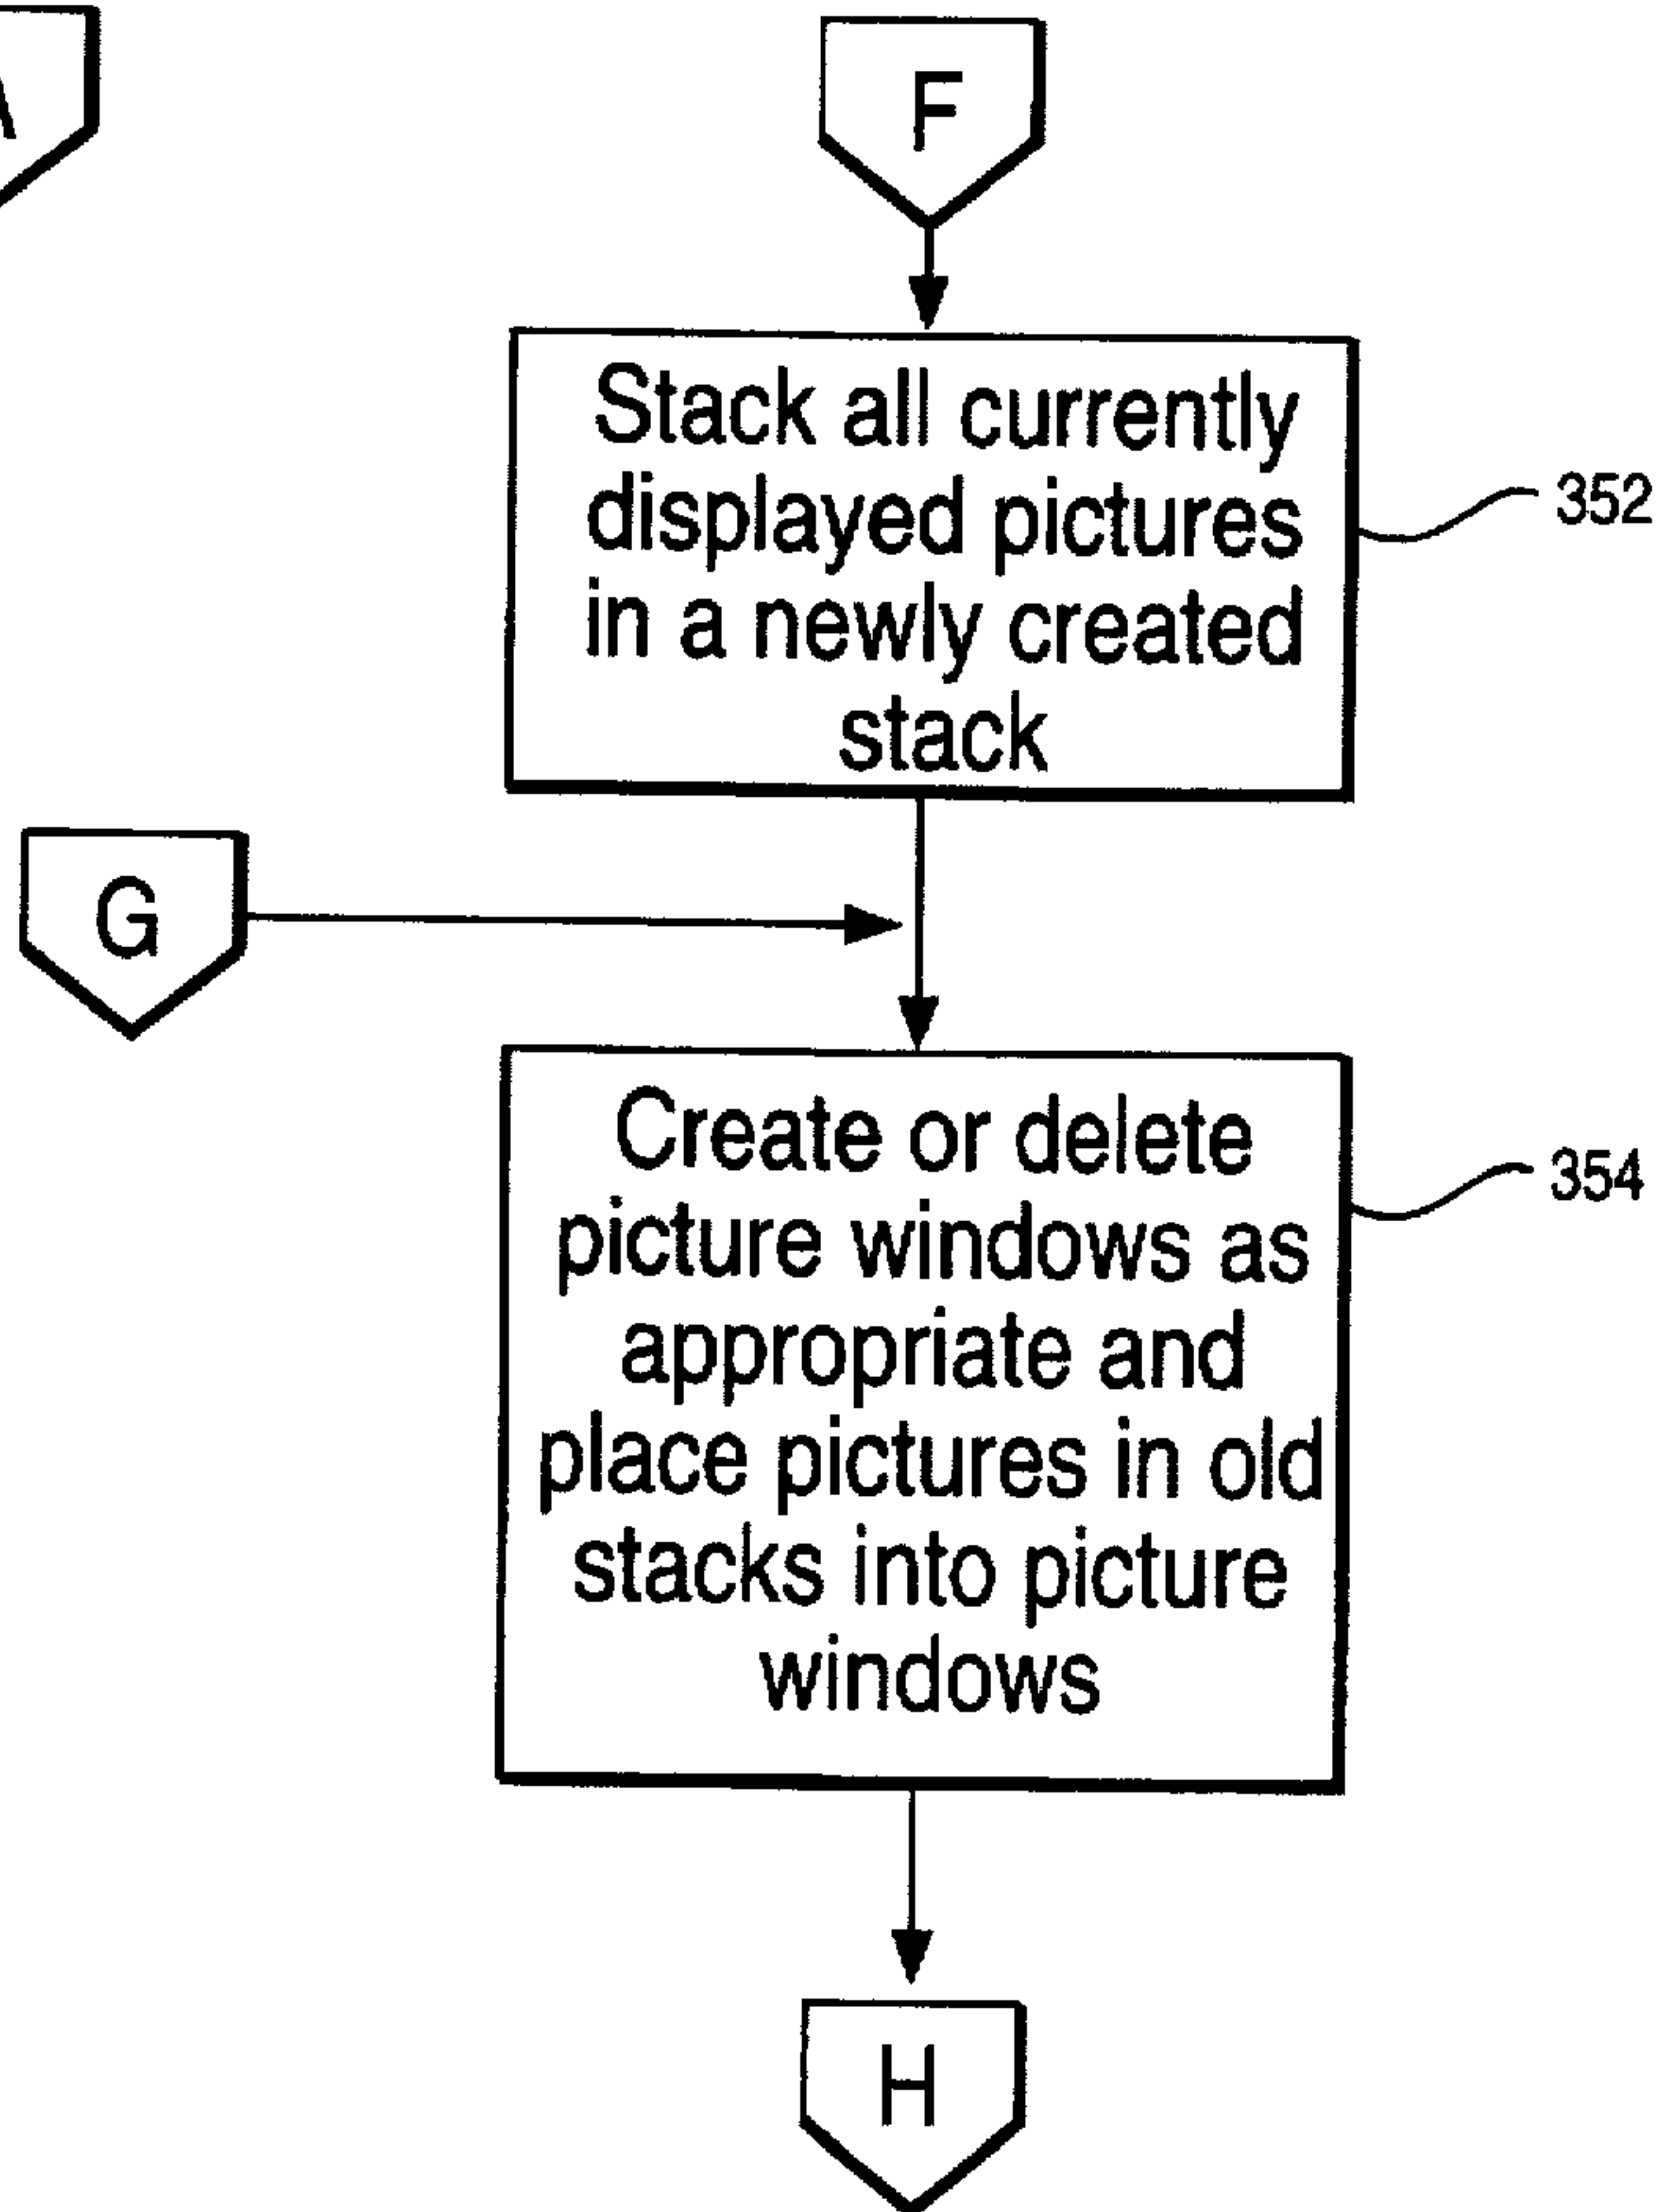 F
Stack all currently
displayed pictures
in a newly created
stack
352
G
Create or delete
picture windows as
appropriate and
place pictures in old
stacks into picture
windows
354
H